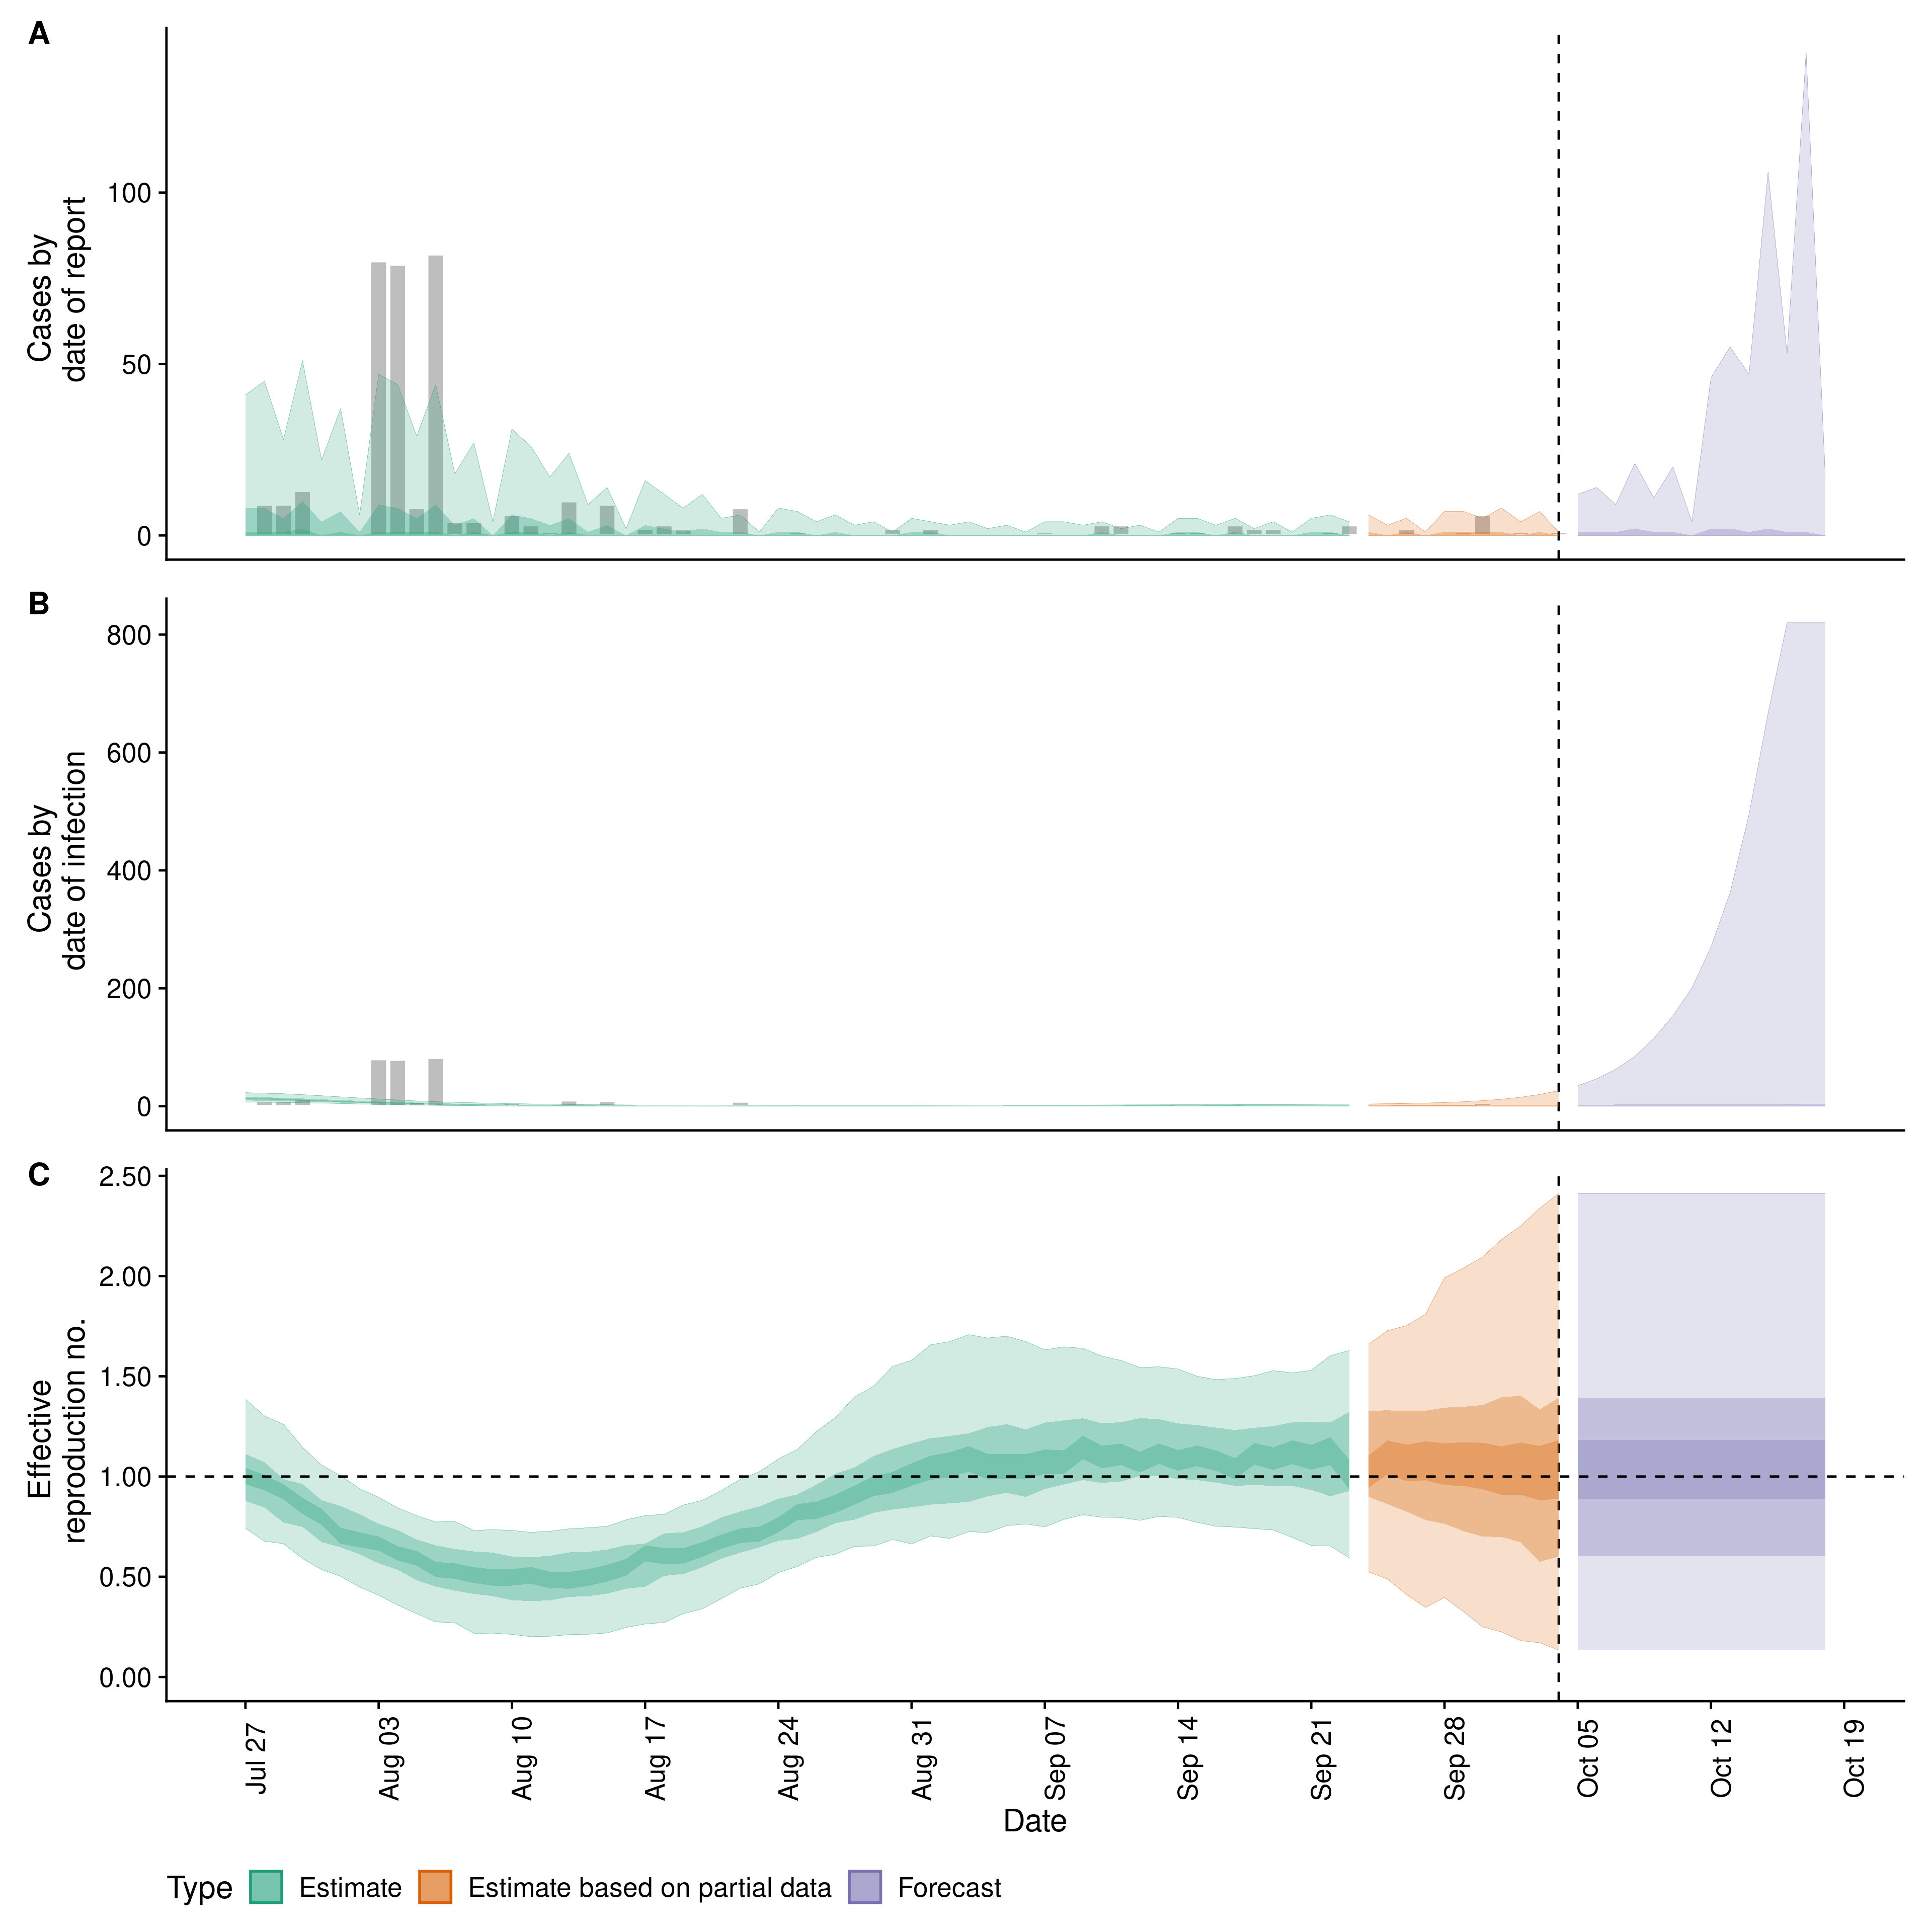 A
Cases by
date of report
100
50
0
B
Cases by
date of infection
800
600
400
200
0
C
Effective
reproduction no.
2.50
2.00
1.50
1.00
0.50
0.00
Jul 27
Aug 03
Aug 10
Aug 17
Aug 24
Aug 31
Sep 07
Sep 14
Sep 21
Sep 28
Oct 05
Oct 12
Oct 19
Date
Type Estimate Estimate based on partial data Forecast